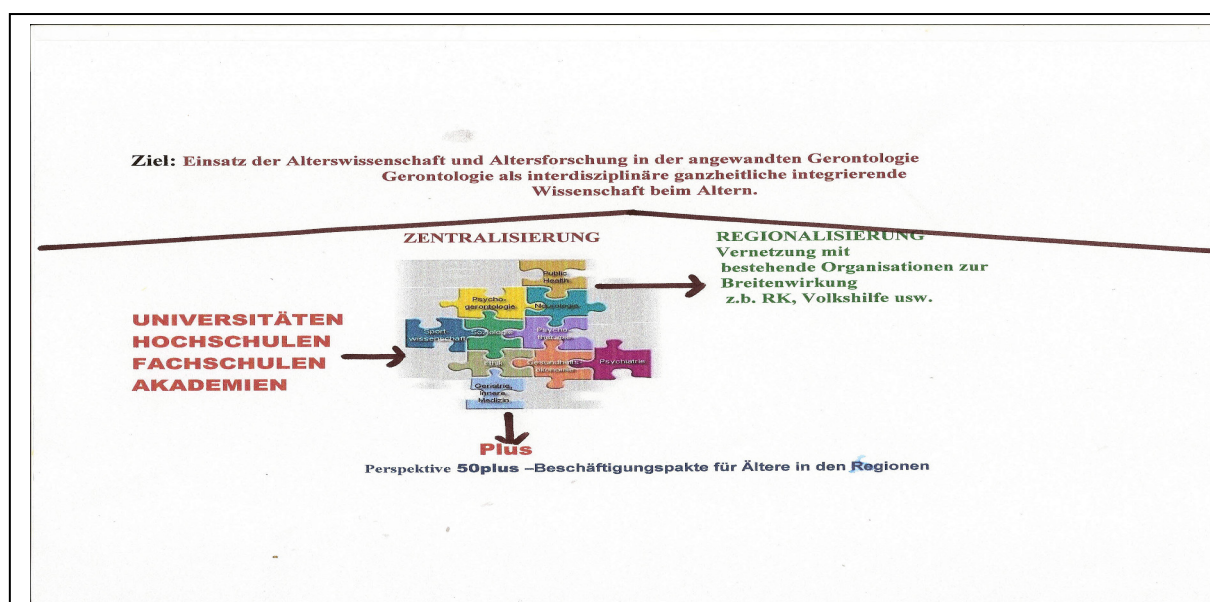 Ziel: Einsatz der Alterswissenschaft und Altersforschung in der angewandten Gerontologie
Gerontologie als interdisziplinäre ganzheitliche integrierende
Wissenschaft beim Altern.
ZENTRALISIERUNG
REGIONALISIERUNG
Vernetzung mit
bestehende Organisationen zur
Breitenwirkung
z.b. RK, Volkshilfe usw.
UNIVERSITÄTEN
HOCHSCHULEN
FACHSCHULEN
AKADEMIEN
Public
Health
Psycho-
gerontologie
Neurologie
Sport
wissenschaft
Soziologie
Psycho-
Psychiatrie
Geriatrie,
Innere
Medizin
Plus
Perspektive 50plus –Beschäftigungspakte für Ältere in den Regionen